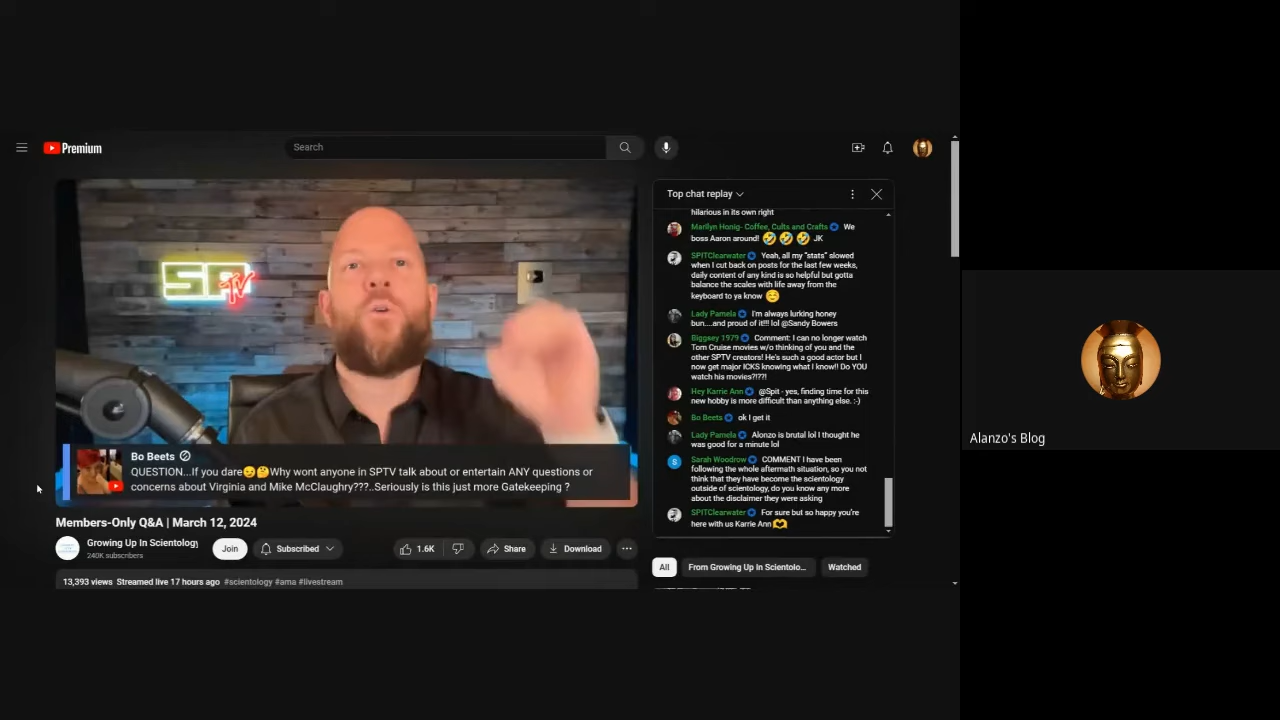 Premium
Search
SPTV
Bo Beets
QUESTION...If you dare😏🤔Why wont anyone in SPTV talk about or entertain ANY questions or
concerns about Virginia and Mike McClaughry???..Seriously is this just more Gatekeeping ?
Members-Only Q&A | March 12, 2024
Growing Up In Scientology
240K subscribers
Join
Subscribed
1.6K
Share
Download
13,393 views Streamed live 17 hours ago #scientology #ama #livestream
Top chat replay
hilarious in its own right
Marilyn Honig- Coffee, Cults and Crafts We
boss Aaron around! 🤣 🤣 🤣 JK
SPITClearwater Yeah, all my "stats" slowed
when I cut back on posts for the last few weeks,
daily content of any kind is so helpful but gotta
balance the scales with life away from the
keyboard to ya know 😊
Lady Pamela I'm always lurking honey
bun....and proud of it!!! lol @Sandy Bowers
Biggsey 1979 Comment: I can no longer watch
Tom Cruise movies w/o thinking of you and the
other SPTV creators! He's such a good actor but I
now get major ICKS knowing what I know!! Do YOU
watch his movies?!??!
Hey Karrie Ann @Spit - yes, finding time for this
new hobby is more difficult than anything else. :-)
Bo Beets ok I get it
Lady Pamela Alonzo is brutal lol I thought he
was good for a minute lol
S
Sarah Woodrow COMMENT I have been
following the whole aftermath situation, so you not
think that they have become the scientology
outside of scientology, do you know any more
about the disclaimer they were asking
SPITClearwater For sure but so happy you're
here with us Karrie Ann
All
From Growing Up In Scientolo...
Watched
Alanzo's Blog